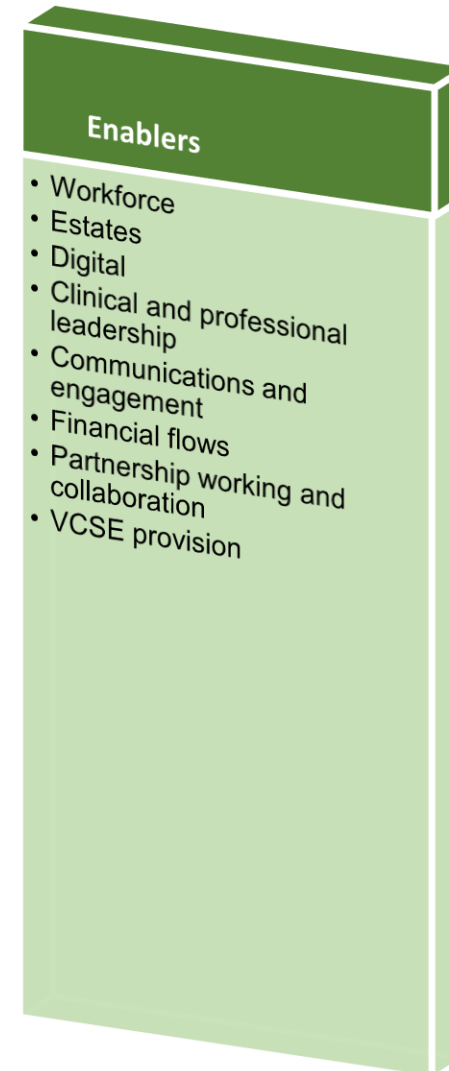 Enablers
• Workforce
• Estates
• Digital
• Clinical and professional
leadership
• Communications and
engagement
• Financial flows
• Partnership working and
collaboration
• VCSE provision